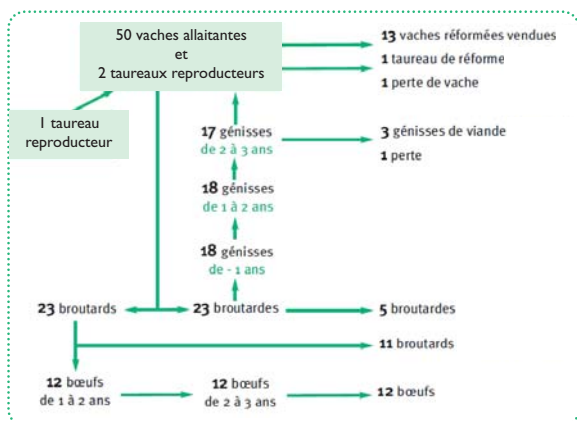 50 vaches allaitantes
et
2 taureaux reproducteurs
13 vaches réformées vendues
1 taureau de réforme
1 perte de vache
1 taureau
reproducteur
17 génisses
de 2 à 3 ans
3 génisses de viande
1 perte
18 génisses
de 1 à 2 ans
18 génisses
de - 1 ans
23 broutards
23 broutardes
5 broutardes
11 broutards
12 bœufs
de 1 à 2 ans
12 bœufs
de 2 à 3 ans
12 bœufs